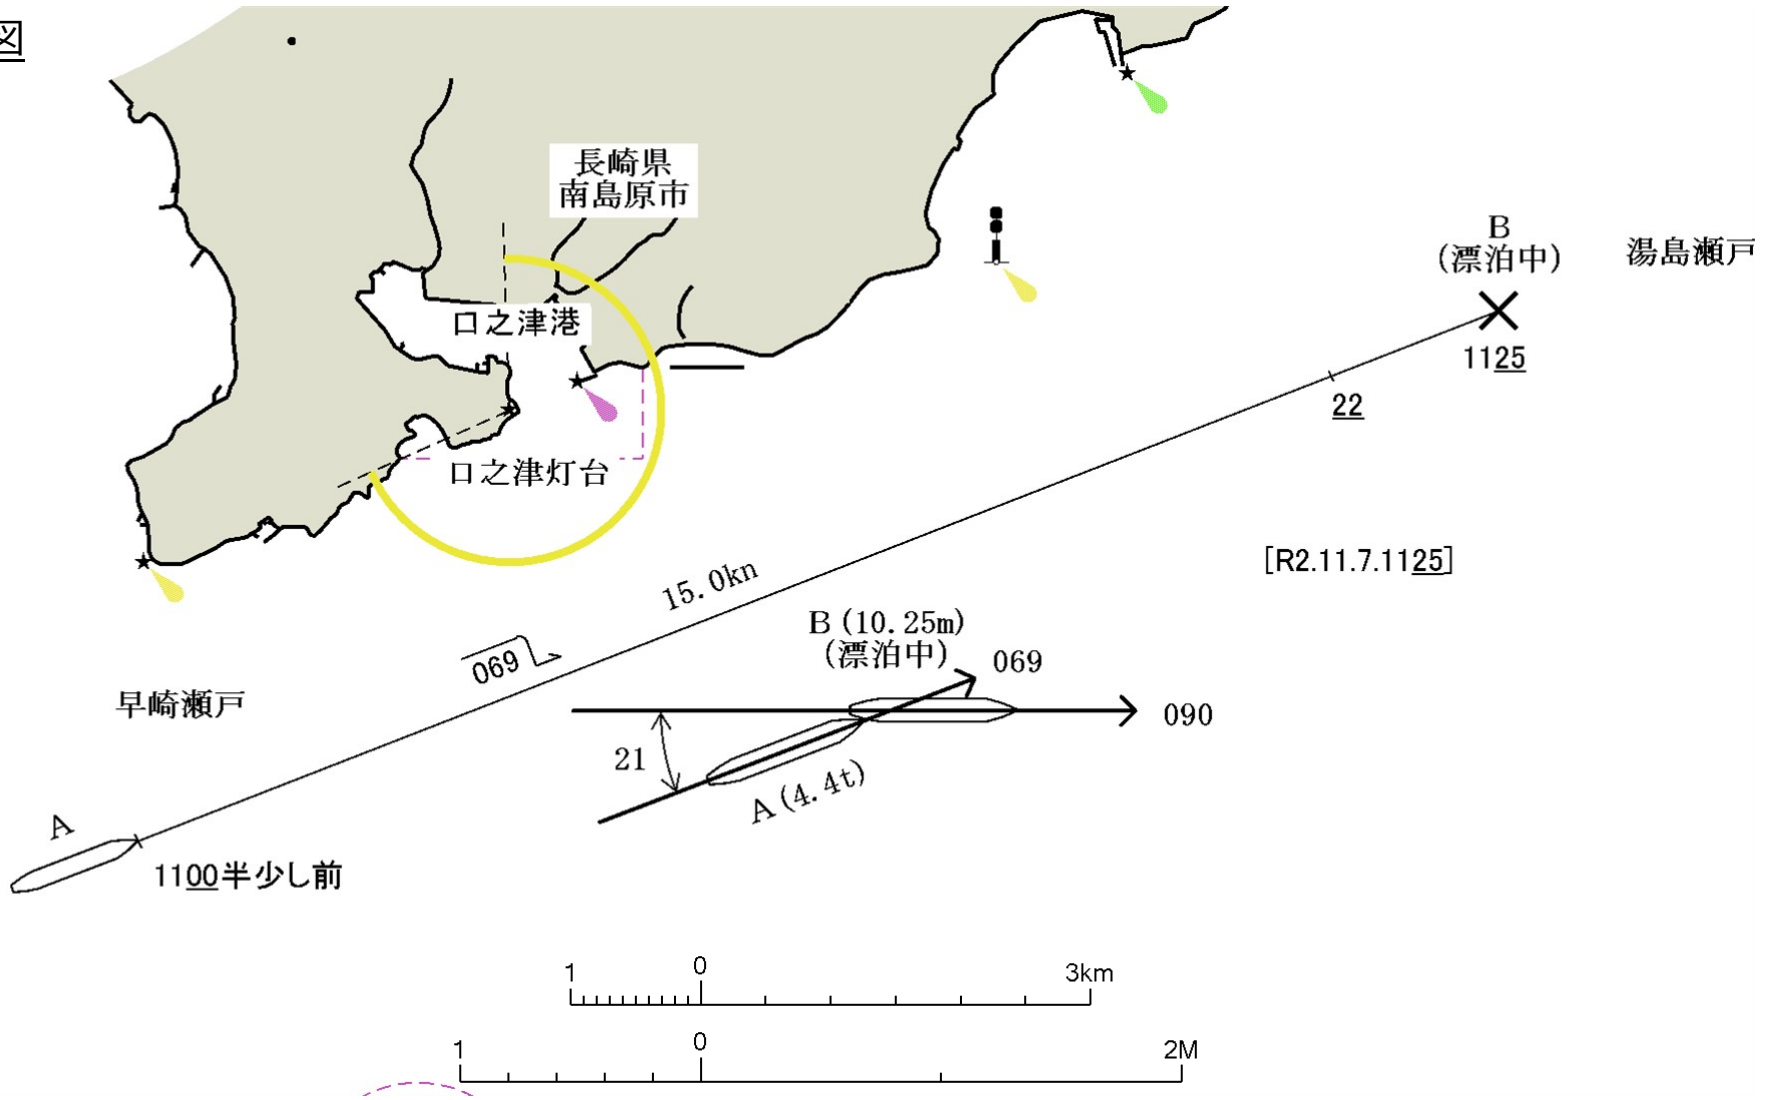 図
長崎県
南島原市
口之津港
口之津灯台
B
(漂泊中)
湯島瀬戸
1125
22
[R2.11.7.1125]
15.0kn
069
早崎瀬戸
B (10.25m)
(漂泊中)
069
090
21
A (4.4t)
A
1100半少し前
1 0 3km
1 0 2M